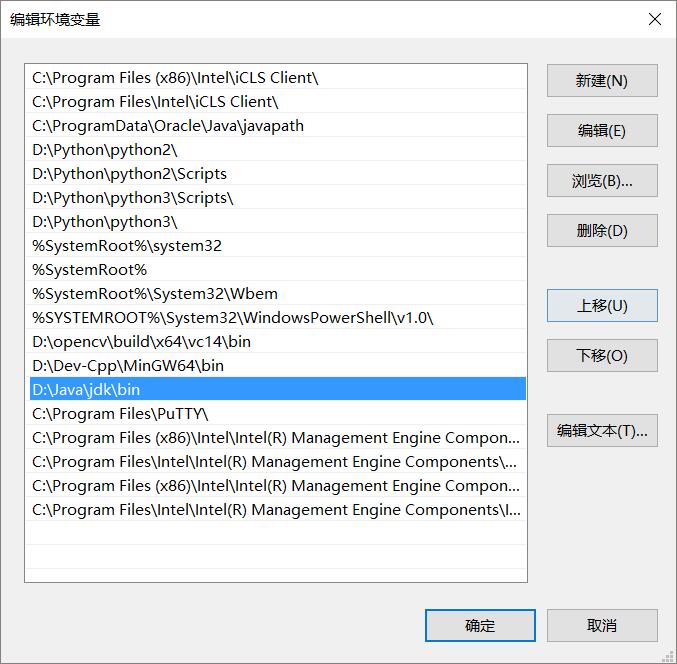 编辑环境变量
C:\Program Files (x86)\Intel\iCLS Client\
C:\Program Files\Intel\iCLS Client\
C:\ProgramData\Oracle\Java\javapath
D:\Python\python2\
D:\Python\python2\Scripts
D:\Python\python3\Scripts\
D:\Python\python3\
%SystemRoot%\system32
%SystemRoot%
%SystemRoot%\System32\Wbem
%SYSTEMROOT%\System32\WindowsPowerShell\v1.0\
D:\opencv\build\x64\vc14\bin
D:\Dev-Cpp\MinGW64\bin
D:\Java\jdk\bin
C:\Program Files\PuTTY\
C:\Program Files (x86)\Intel\Intel(R) Management Engine Compon...
C:\Program Files\Intel\Intel(R) Management Engine Components\...
C:\Program Files (x86)\Intel\Intel(R) Management Engine Compon...
C:\Program Files\Intel\Intel(R) Management Engine Components\I...
新建(N)
编辑(E)
浏览(B)...
删除(D)
上移(U)
下移(O)
编辑文本(T)...
确定
取消